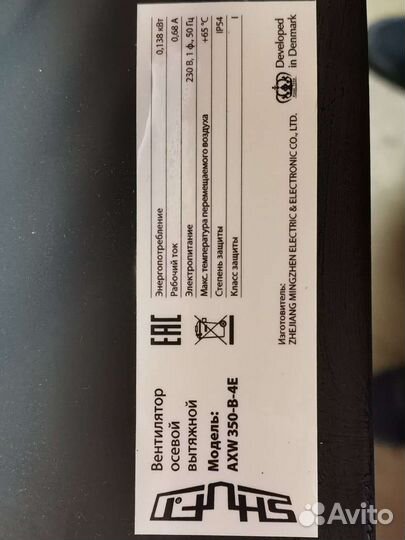 SHUFT
Вентилятор
осевой
вытяжной
Модель:
AXW 350-B-4E
EAC
Энергопотребление 0,138 кВт
Рабочий ток 0,68 А
Электропитание 230 В, 1 ф., 50 Гц
Макс. температура перемещаемого воздуха +65 °C
Степень защиты IP54
Класс защиты I
Изготовитель:
ZHEJIANG MINGZHEN ELECTRIC & ELECTRONIC CO., LTD.
Developed
in Denmark
Avito